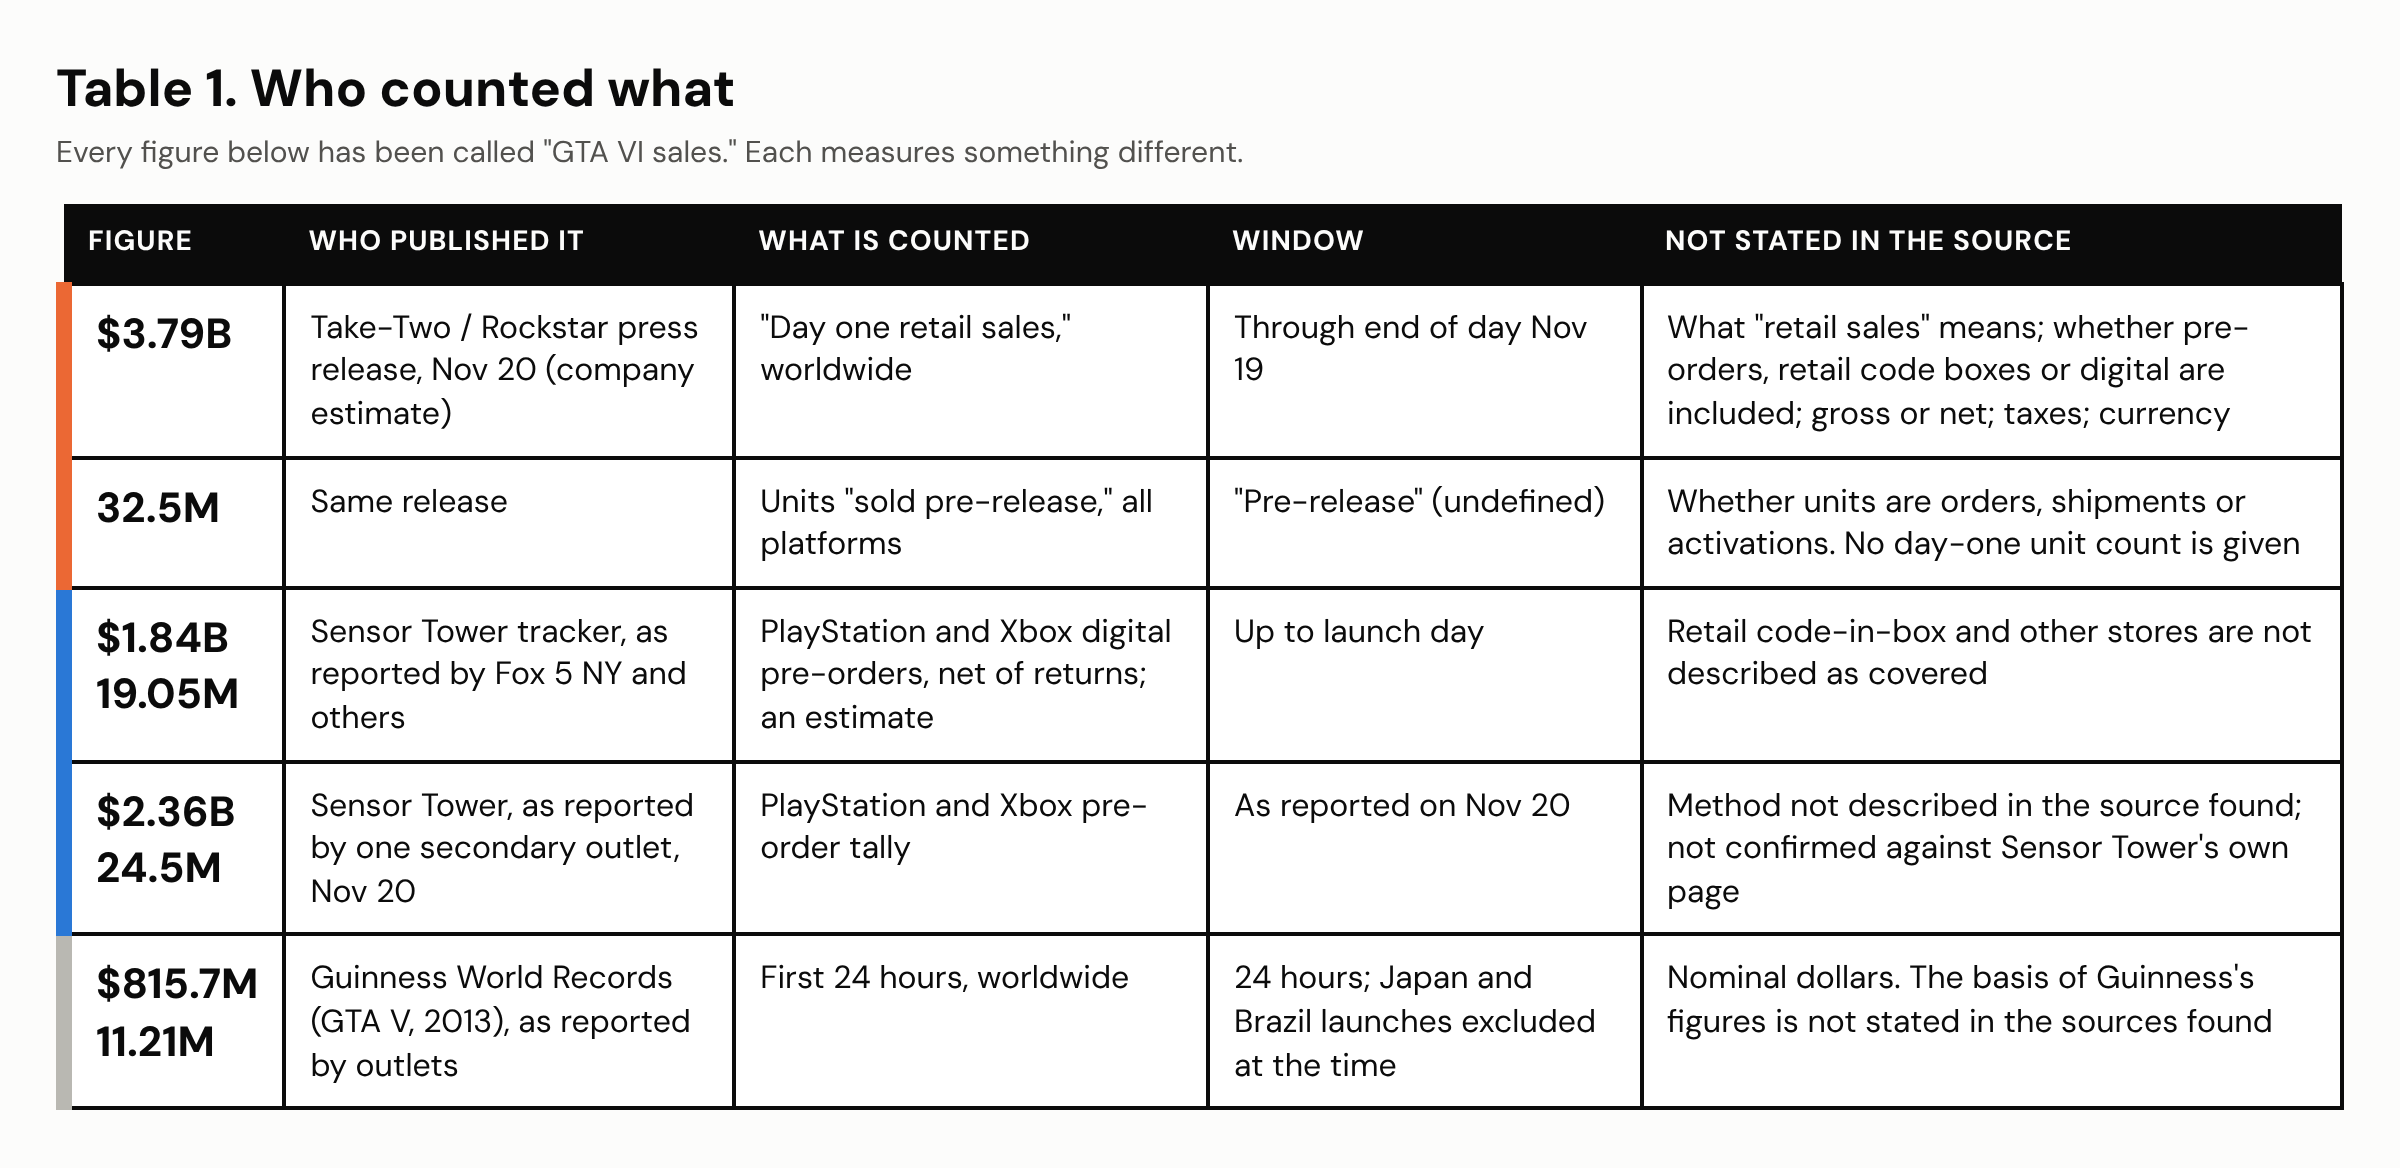 Table 1. Who counted what
Every figure below has been called "GTA VI sales." Each measures something different.
FIGURE
WHO PUBLISHED IT
WHAT IS COUNTED
WINDOW
NOT STATED IN THE SOURCE
$3.79B
Take-Two / Rockstar press
release, Nov 20 (company
estimate)
"Day one retail sales,"
worldwide
Through end of day Nov
19
What "retail sales" means; whether pre-
orders, retail code boxes or digital are
included; gross or net; taxes; currency
32.5M
Same release
Units "sold pre-release," all
platforms
"Pre-release" (undefined)
Whether units are orders, shipments or
activations. No day-one unit count is given
$1.84B
19.05M
Sensor Tower tracker, as
reported by Fox 5 NY and
others
PlayStation and Xbox digital
pre-orders, net of returns;
an estimate
Up to launch day
Retail code-in-box and other stores are not
described as covered
$2.36B
24.5M
Sensor Tower, as reported
by one secondary outlet,
Nov 20
PlayStation and Xbox pre-
order tally
As reported on Nov 20
Method not described in the source found;
not confirmed against Sensor Tower's own
page
$815.7M
11.21M
Guinness World Records
(GTA V, 2013), as reported
by outlets
First 24 hours, worldwide
24 hours; Japan and
Brazil launches excluded
at the time
Nominal dollars. The basis of Guinness's
figures is not stated in the sources found